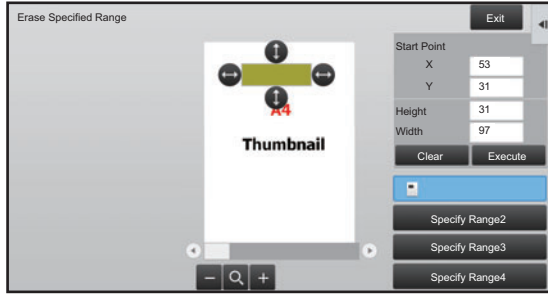 Erase Specified Range
Exit
Start Point
X 53
Y 31
Height 31
Width 97
Clear Execute
A4
Thumbnail
Specify Range2
Specify Range3
Specify Range4